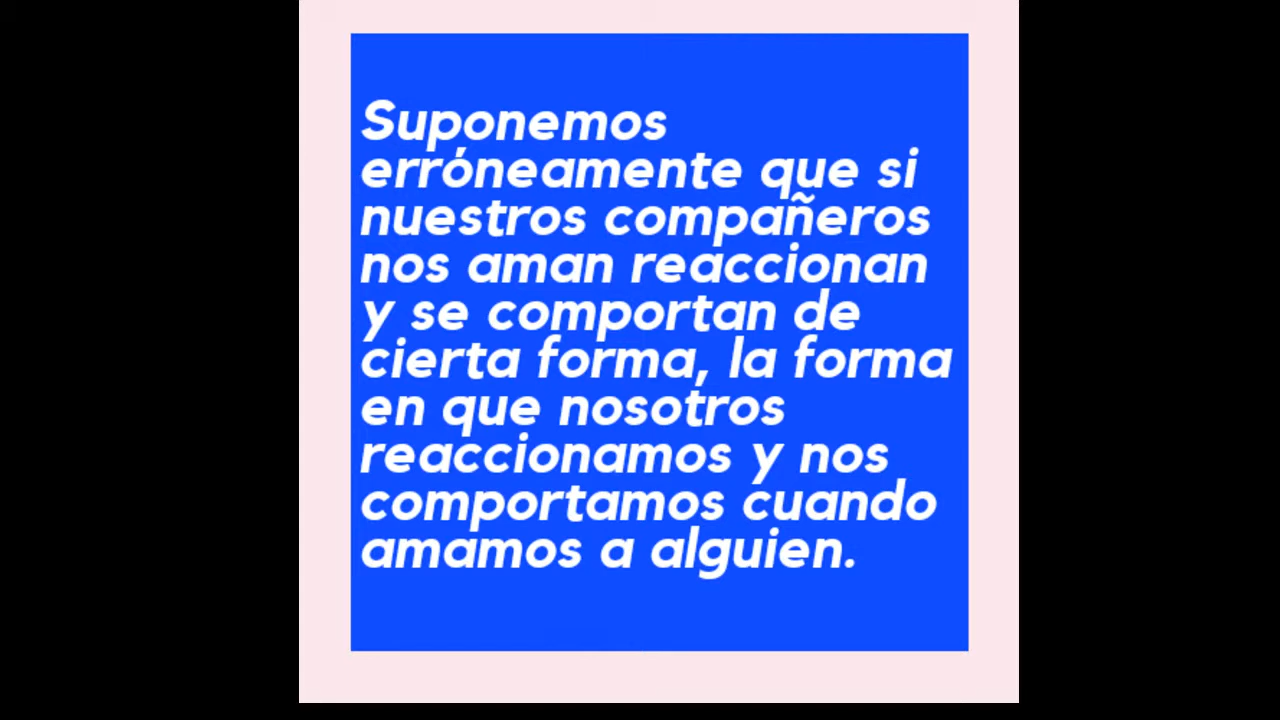 Suponemos
erróneamente que si
nuestros compañeros
nos aman reaccionan
y se comportan de
cierta forma, la forma
en que nosotros
reaccionamos y nos
comportamos cuando
amamos a alguien.